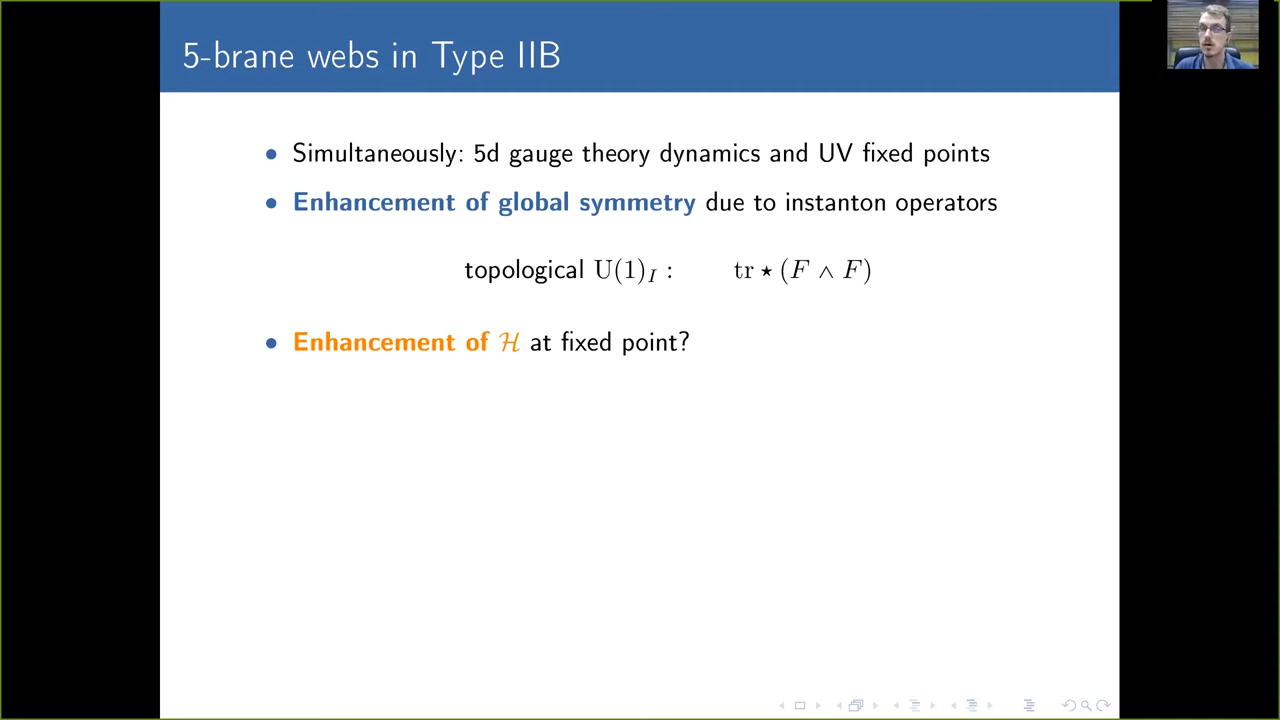 5-brane webs in Type IIB
• Simultaneously: 5d gauge theory dynamics and UV fixed points
• Enhancement of global symmetry due to instanton operators
topological U(1)_I : tr ⋆ (F ∧ F)
• Enhancement of ℋ at fixed point?